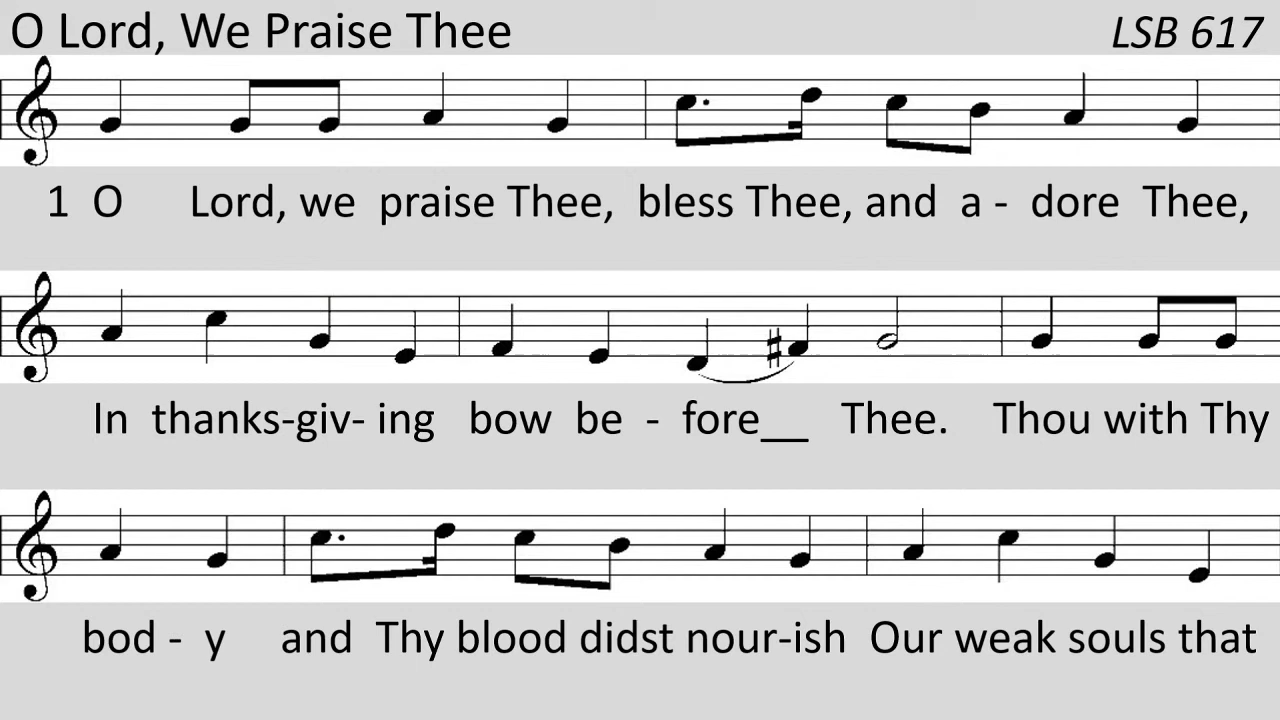 O Lord, We Praise Thee LSB 617
1 O Lord, we praise Thee, bless Thee, and a - dore Thee,
In thanks-giv- ing bow be - fore__ Thee. Thou with Thy
bod - y and Thy blood didst nour-ish Our weak souls that